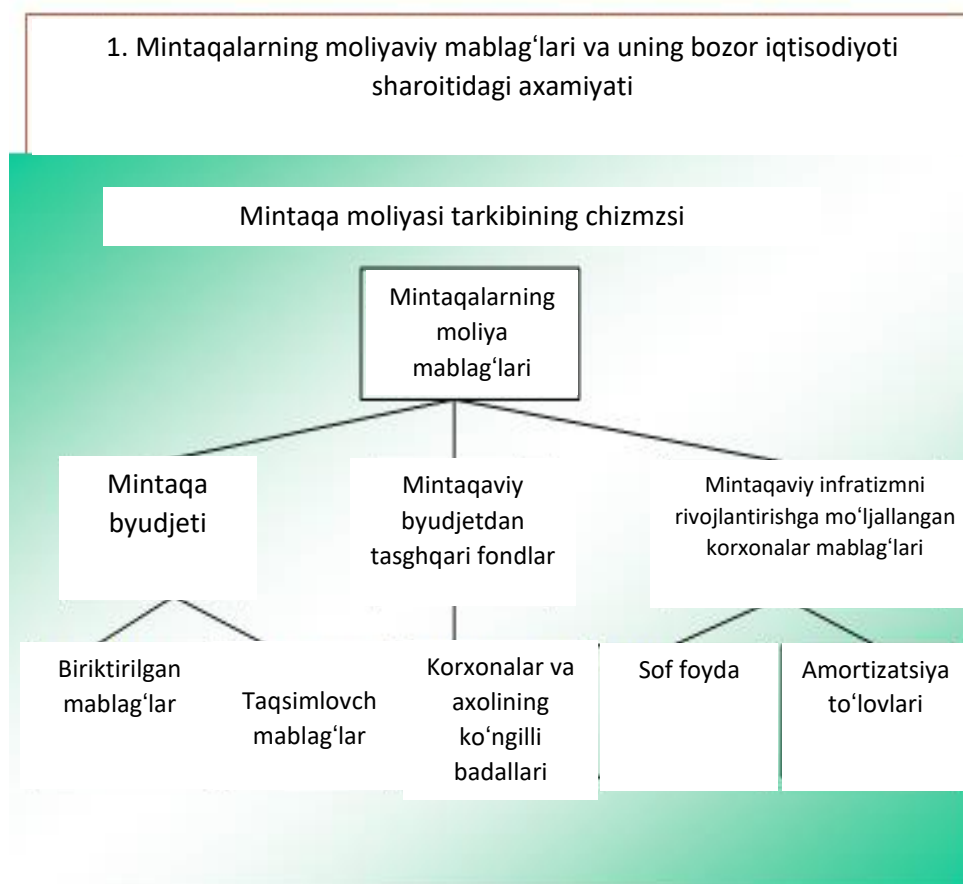 1. Mintaqalarning moliyaviy mablag‘lari va uning bozor iqtisodiyoti
sharoitidagi axamiyati
Mintaqa moliyasi tarkibining chizmzsi
Mintaqalarning
moliya
mablag‘lari
Mintaqa
byudjeti
Mintaqaviy
byudjetdan
tasghqari fondlar
Mintaqaviy infratizmni
rivojlantirishga mo‘ljallangan
korxonalar mablag‘lari
Biriktirilgan
mablag‘lar
Taqsimlovch
mablag‘lar
Korxonalar va
axolining
ko‘ngilli
badallari
Sof foyda
Amortizatsiya
to‘lovlari